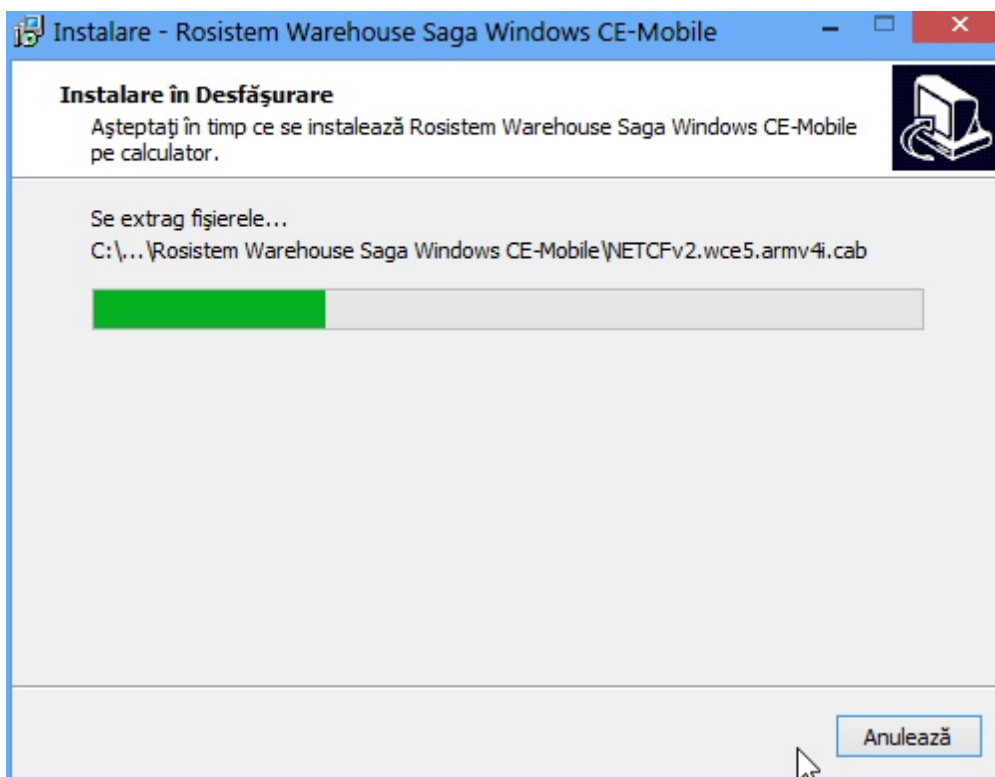 Instalare - Rosistem Warehouse Saga Windows CE-Mobile
Instalare în Desfăşurare
Aşteptaţi în timp ce se instalează Rosistem Warehouse Saga Windows CE-Mobile
pe calculator.
Se extrag fişierele...
C:\...\Rosistem Warehouse Saga Windows CE-Mobile\NETCFv2.wce5.armv4i.cab
Anulează